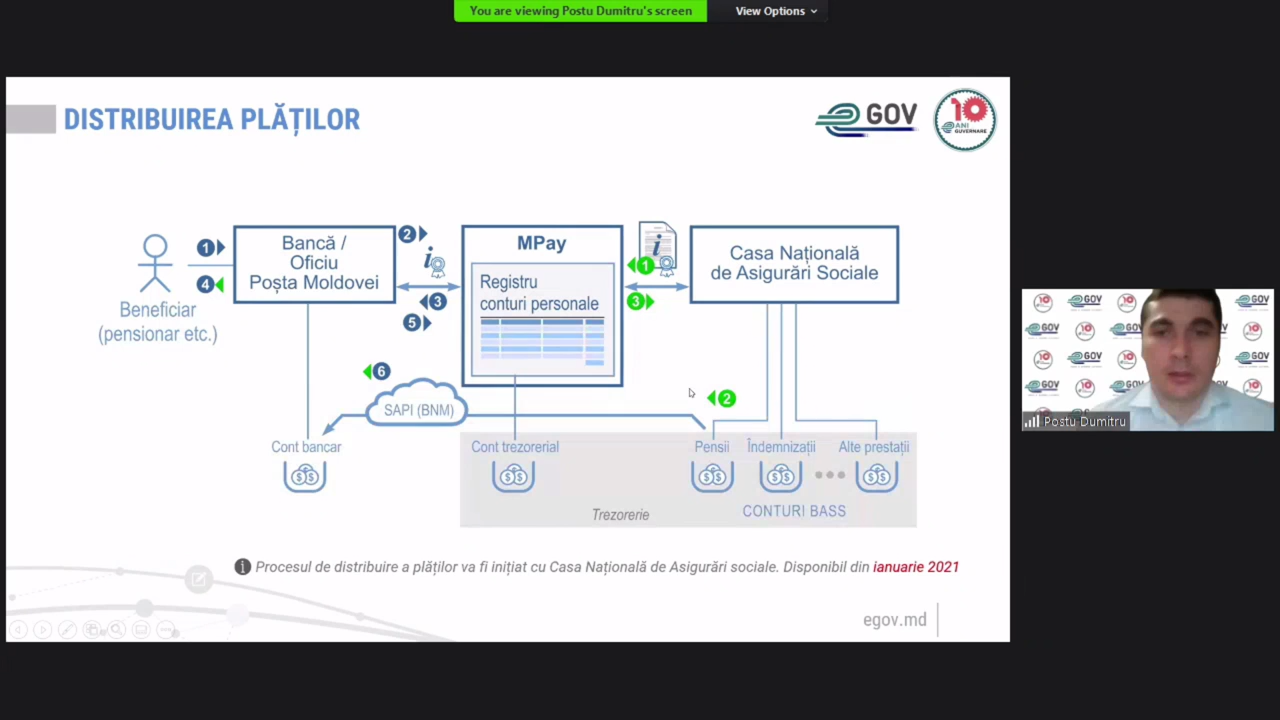 You are viewing Postu Dumitru's screen
View Options
DISTRIBUIREA PLĂȚILOR
GOV
10
ANI
GUVERNARE
1
2
4
Bancă /
Oficiu
Poșta Moldovei
i
3
5
MPay
Registru
conturi personale
i
1
3
Casa Națională
de Asigurări Sociale
Beneficiar
(pensionar etc.)
6
SAPI (BNM)
2
Cont bancar
Cont trezorerial
Pensii
Îndemnizații
Alte prestații
Trezorerie
CONTURI BASS
i Procesul de distribuire a plăților va fi inițiat cu Casa Națională de Asigurări sociale. Disponibil din ianuarie 2021
egov.md
Postu Dumitru